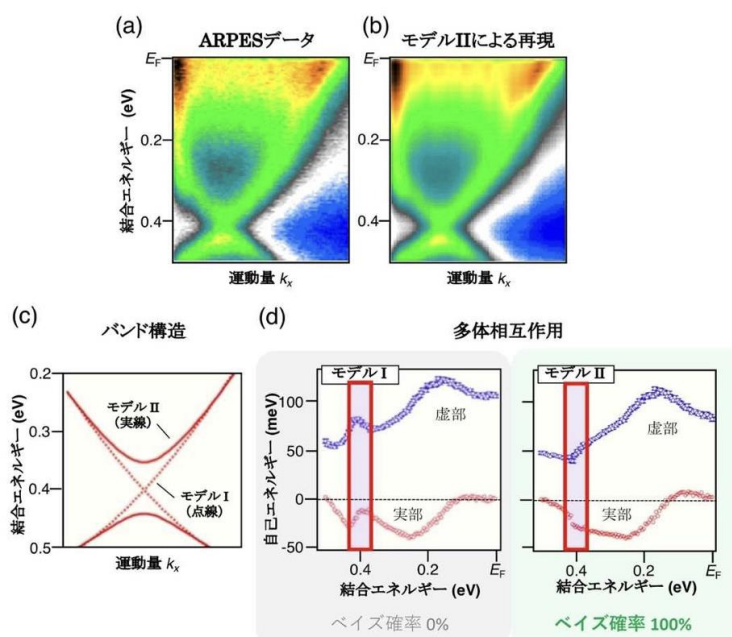 (a)
ARPESデータ
(b)
モデルIIによる再現
EF
0.2
0.4
結合エネルギー (eV)
運動量 kx
EF
0.2
0.4
運動量 kx
(c)
バンド構造
0.2
0.3
0.4
0.5
結合エネルギー (eV)
モデル II
(実線)
モデル I
(点線)
運動量 kx
(d)
多体相互作用
モデル I
100
50
0
-50
自己エネルギー (meV)
虚部
実部
0.4
0.2
EF
結合エネルギー (eV)
ベイズ確率 0%
モデル II
虚部
実部
0.4
0.2
EF
結合エネルギー (eV)
ベイズ確率 100%